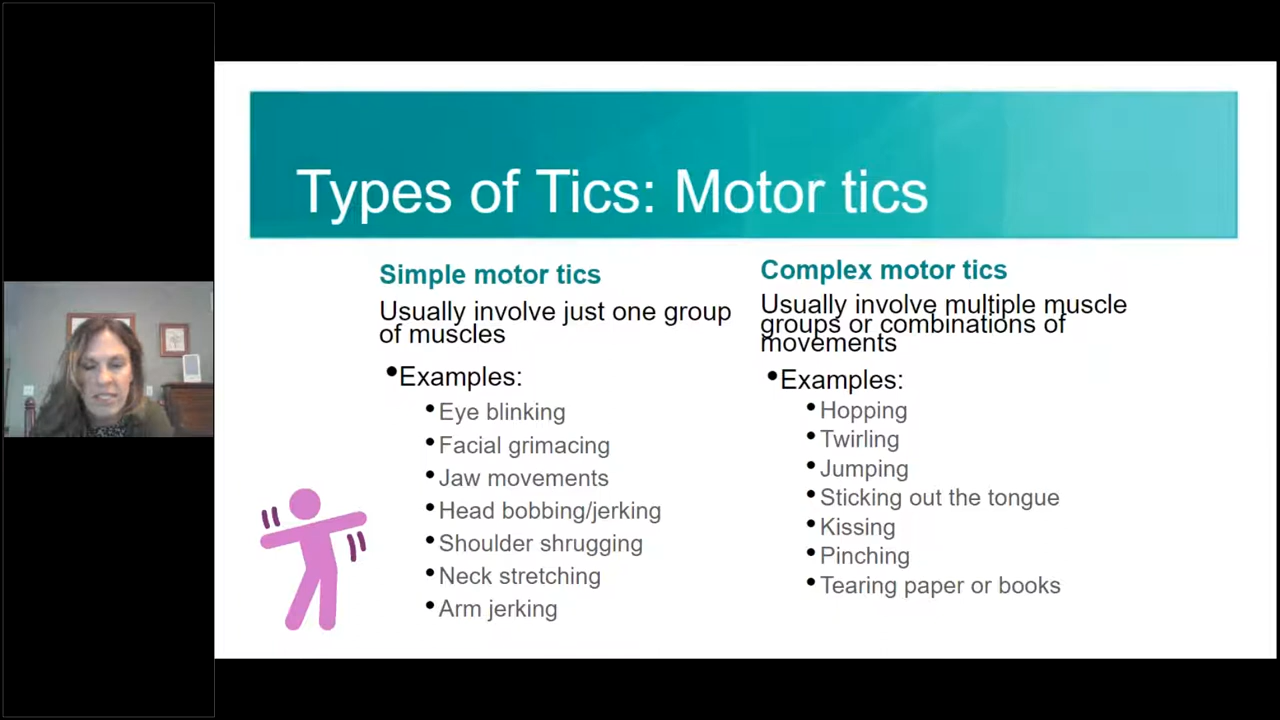 Types of Tics: Motor tics
Simple motor tics
Usually involve just one group
of muscles
•Examples:
•Eye blinking
•Facial grimacing
•Jaw movements
•Head bobbing/jerking
•Shoulder shrugging
•Neck stretching
•Arm jerking
Complex motor tics
Usually involve multiple muscle
groups or combinations of
movements
•Examples:
•Hopping
•Twirling
•Jumping
•Sticking out the tongue
•Kissing
•Pinching
•Tearing paper or books